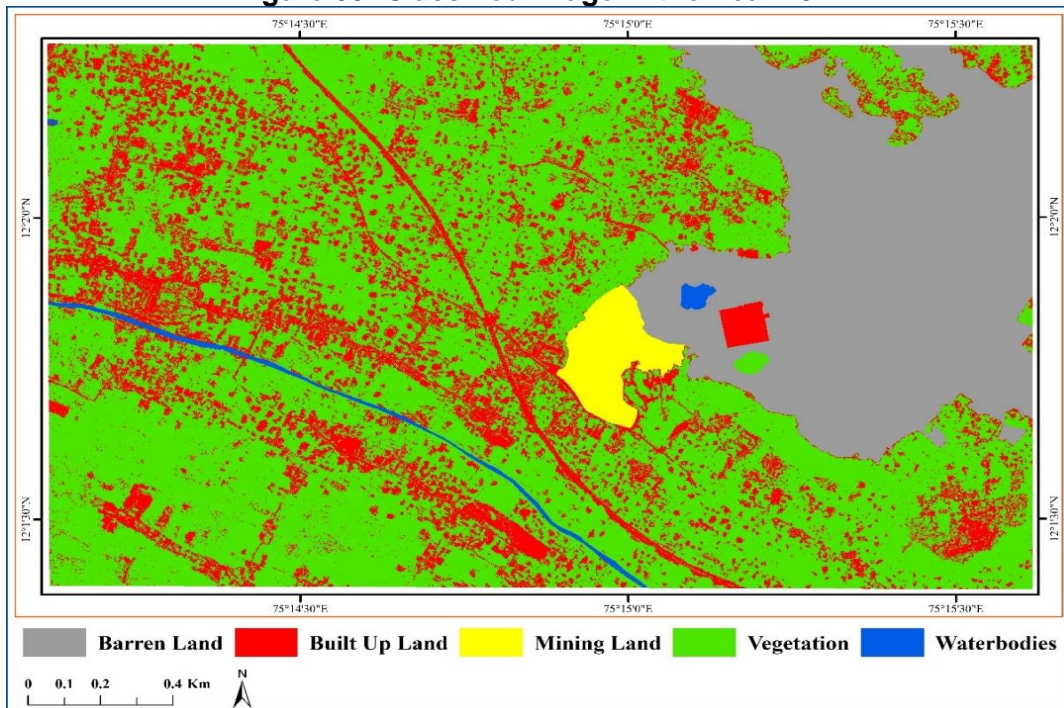 75°14'30"E 75°15'0"E 75°15'30"E
12°2'0"N 12°2'0"N
12°1'30"N 12°1'30"N
75°14'30"E 75°15'0"E 75°15'30"E
Barren Land Built Up Land Mining Land Vegetation Waterbodies
0 0.1 0.2 0.4 Km N